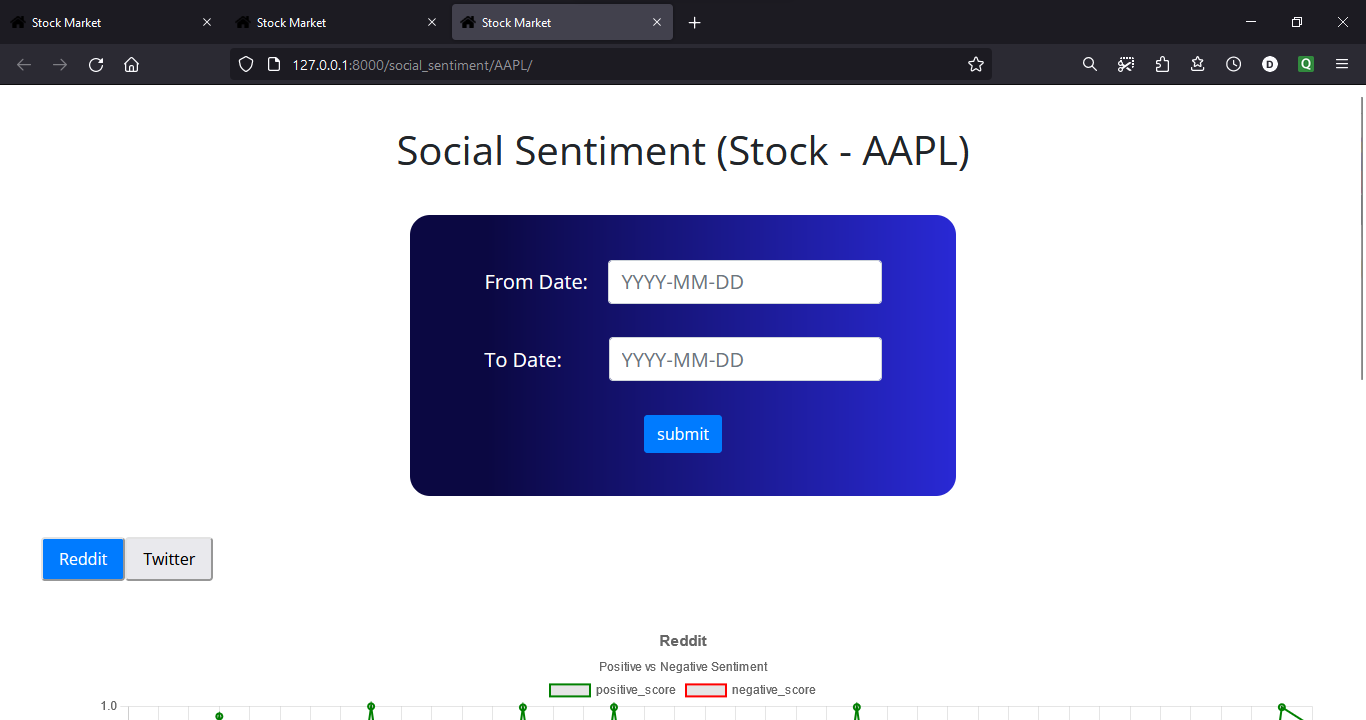 Stock Market Stock Market Stock Market
127.0.0.1:8000/social_sentiment/AAPL/
D
Q
Social Sentiment (Stock - AAPL)
From Date: YYYY-MM-DD
To Date: YYYY-MM-DD
submit
Reddit Twitter
Reddit
Positive vs Negative Sentiment
positive_score negative_score
1.0